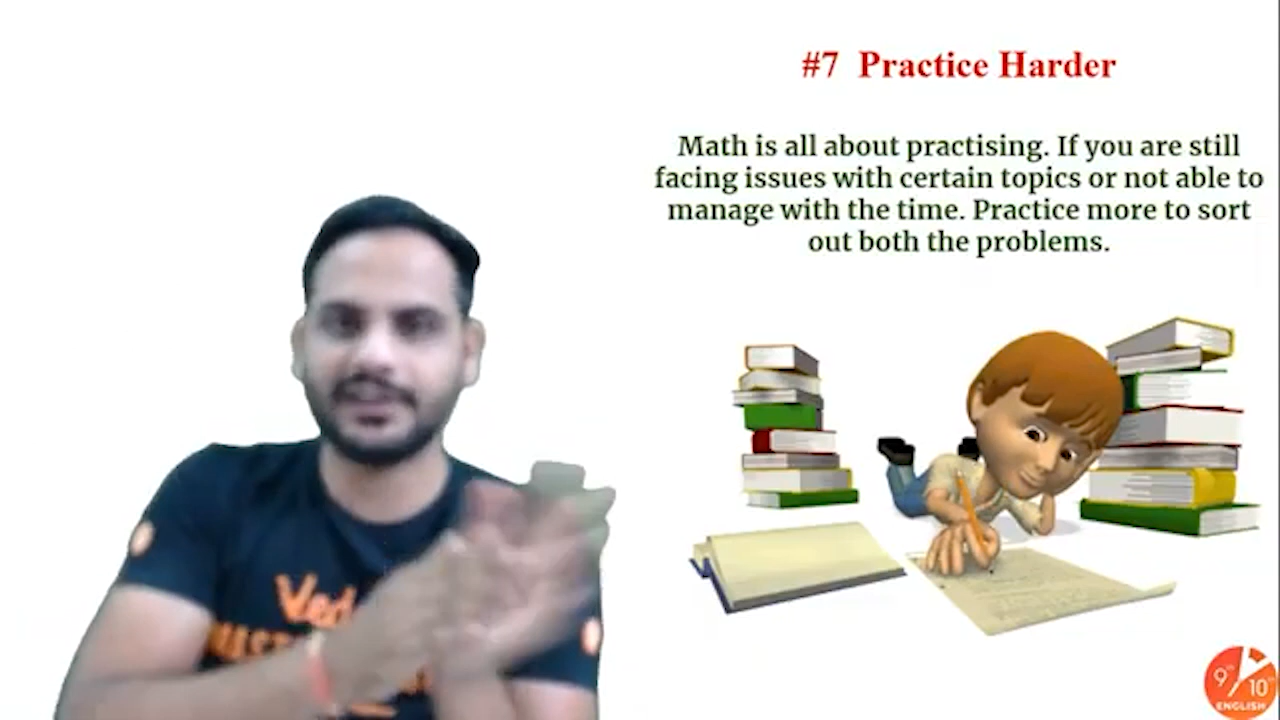 #7 Practice Harder
Math is all about practising. If you are still
facing issues with certain topics or not able to
manage with the time. Practice more to sort
out both the problems.
9th 10th
ENGLISH